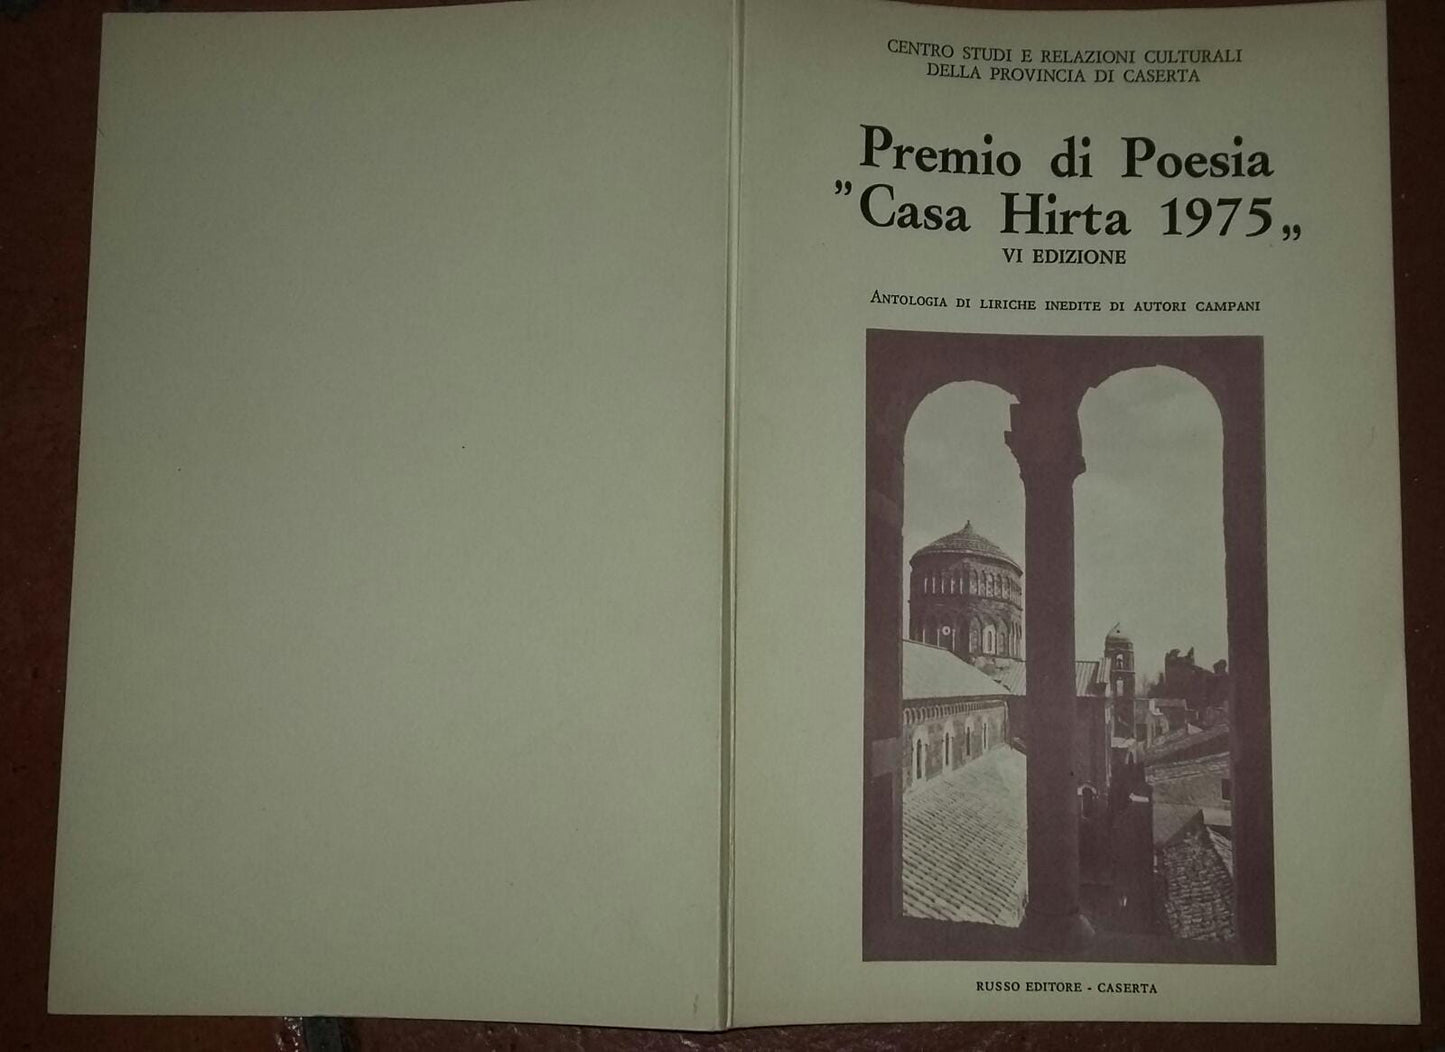 CENTRO STUDI E RELAZIONI CULTURALI
DELLA PROVINCIA DI CASERTA
Premio di Poesia
"Casa Hirta 1975„
VI EDIZIONE
ANTOLOGIA DI LIRICHE INEDITE DI AUTORI CAMPANI
RUSSO EDITORE - CASERTA